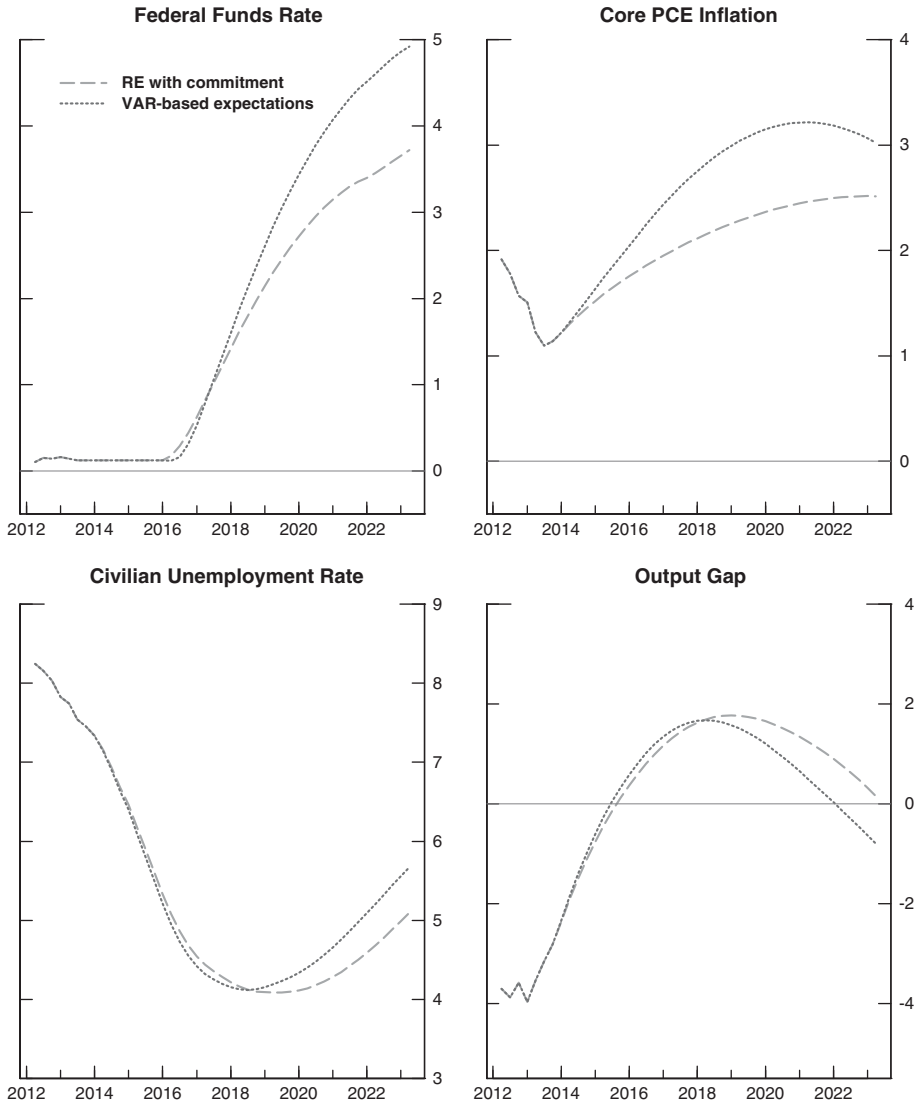 Federal Funds Rate
5
4
3
2
1
0
2012 2014 2016 2018 2020 2022
RE with commitment
VAR-based expectations
Core PCE Inflation
4
3
2
1
0
2012 2014 2016 2018 2020 2022
Civilian Unemployment Rate
9
8
7
6
5
4
3
2012 2014 2016 2018 2020 2022
Output Gap
4
2
0
-2
-4
2012 2014 2016 2018 2020 2022